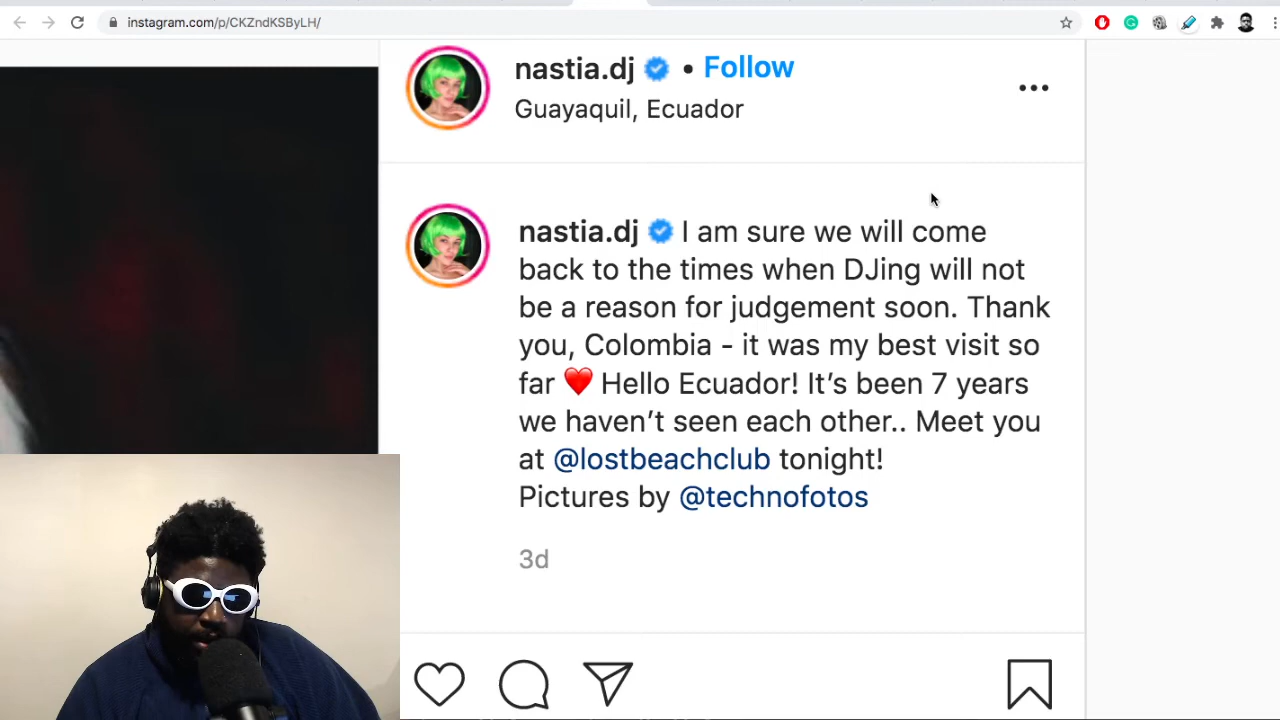 instagram.com/p/CKZndKSByLH/
nastia.dj • Follow
Guayaquil, Ecuador
nastia.dj I am sure we will come
back to the times when DJing will not
be a reason for judgement soon. Thank
you, Colombia - it was my best visit so
far ❤️ Hello Ecuador! It’s been 7 years
we haven’t seen each other.. Meet you
at @lostbeachclub tonight!
Pictures by @technofotos
3d